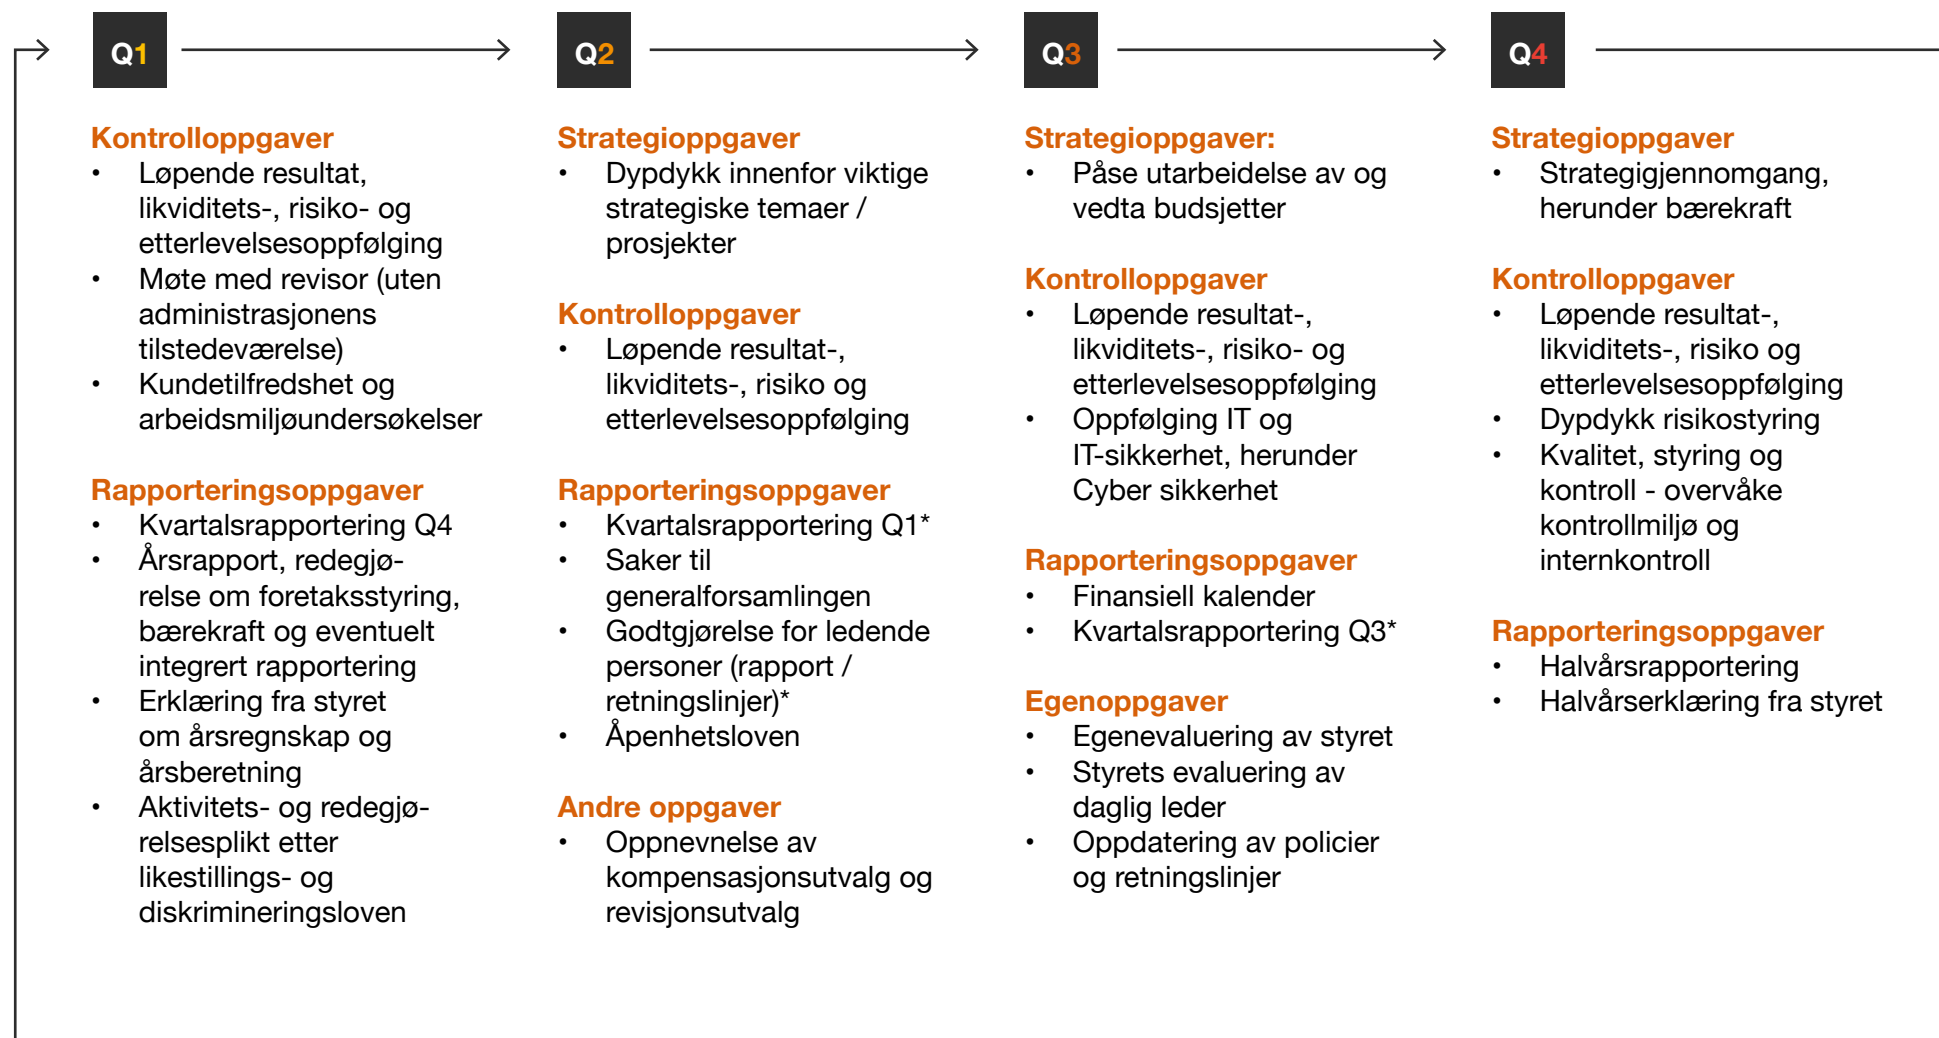 Q1
Kontrolloppgaver
• Løpende resultat,
likviditets-, risiko- og
etterlevelsesoppfølging
• Møte med revisor (uten
administrasjonens
tilstedeværelse)
• Kundetilfredshet og
arbeidsmiljøundersøkelser
Rapporteringsoppgaver
• Kvartalsrapportering Q4
• Årsrapport, redegjø-
relse om foretaksstyring,
bærekraft og eventuelt
integrert rapportering
• Erklæring fra styret
om årsregnskap og
årsberetning
• Aktivitets- og redegjø-
relsesplikt etter
likestillings- og
diskrimineringsloven
Q2
Strategioppgaver
• Dypdykk innenfor viktige
strategiske temaer /
prosjekter
Kontrolloppgaver
• Løpende resultat-,
likviditets-, risiko og
etterlevelsesoppfølging
Rapporteringsoppgaver
• Kvartalsrapportering Q1*
• Saker til
generalforsamlingen
• Godtgjørelse for ledende
personer (rapport /
retningslinjer)*
• Åpenhetsloven
Andre oppgaver
• Oppnevnelse av
kompensasjonsutvalg og
revisjonsutvalg
Q3
Strategioppgaver:
• Påse utarbeidelse av og
vedta budsjetter
Kontrolloppgaver
• Løpende resultat-,
likviditets-, risiko- og
etterlevelsesoppfølging
• Oppfølging IT og
IT-sikkerhet, herunder
Cyber sikkerhet
Rapporteringsoppgaver
• Finansiell kalender
• Kvartalsrapportering Q3*
Egenoppgaver
• Egenevaluering av styret
• Styrets evaluering av
daglig leder
• Oppdatering av policier
og retningslinjer
Q4
Strategioppgaver
• Strategigjennomgang,
herunder bærekraft
Kontrolloppgaver
• Løpende resultat-,
likviditets-, risiko og
etterlevelsesoppfølging
• Dypdykk risikostyring
• Kvalitet, styring og
kontroll - overvåke
kontrollmiljø og
internkontroll
Rapporteringsoppgaver
• Halvårsrapportering
• Halvårserklæring fra styret